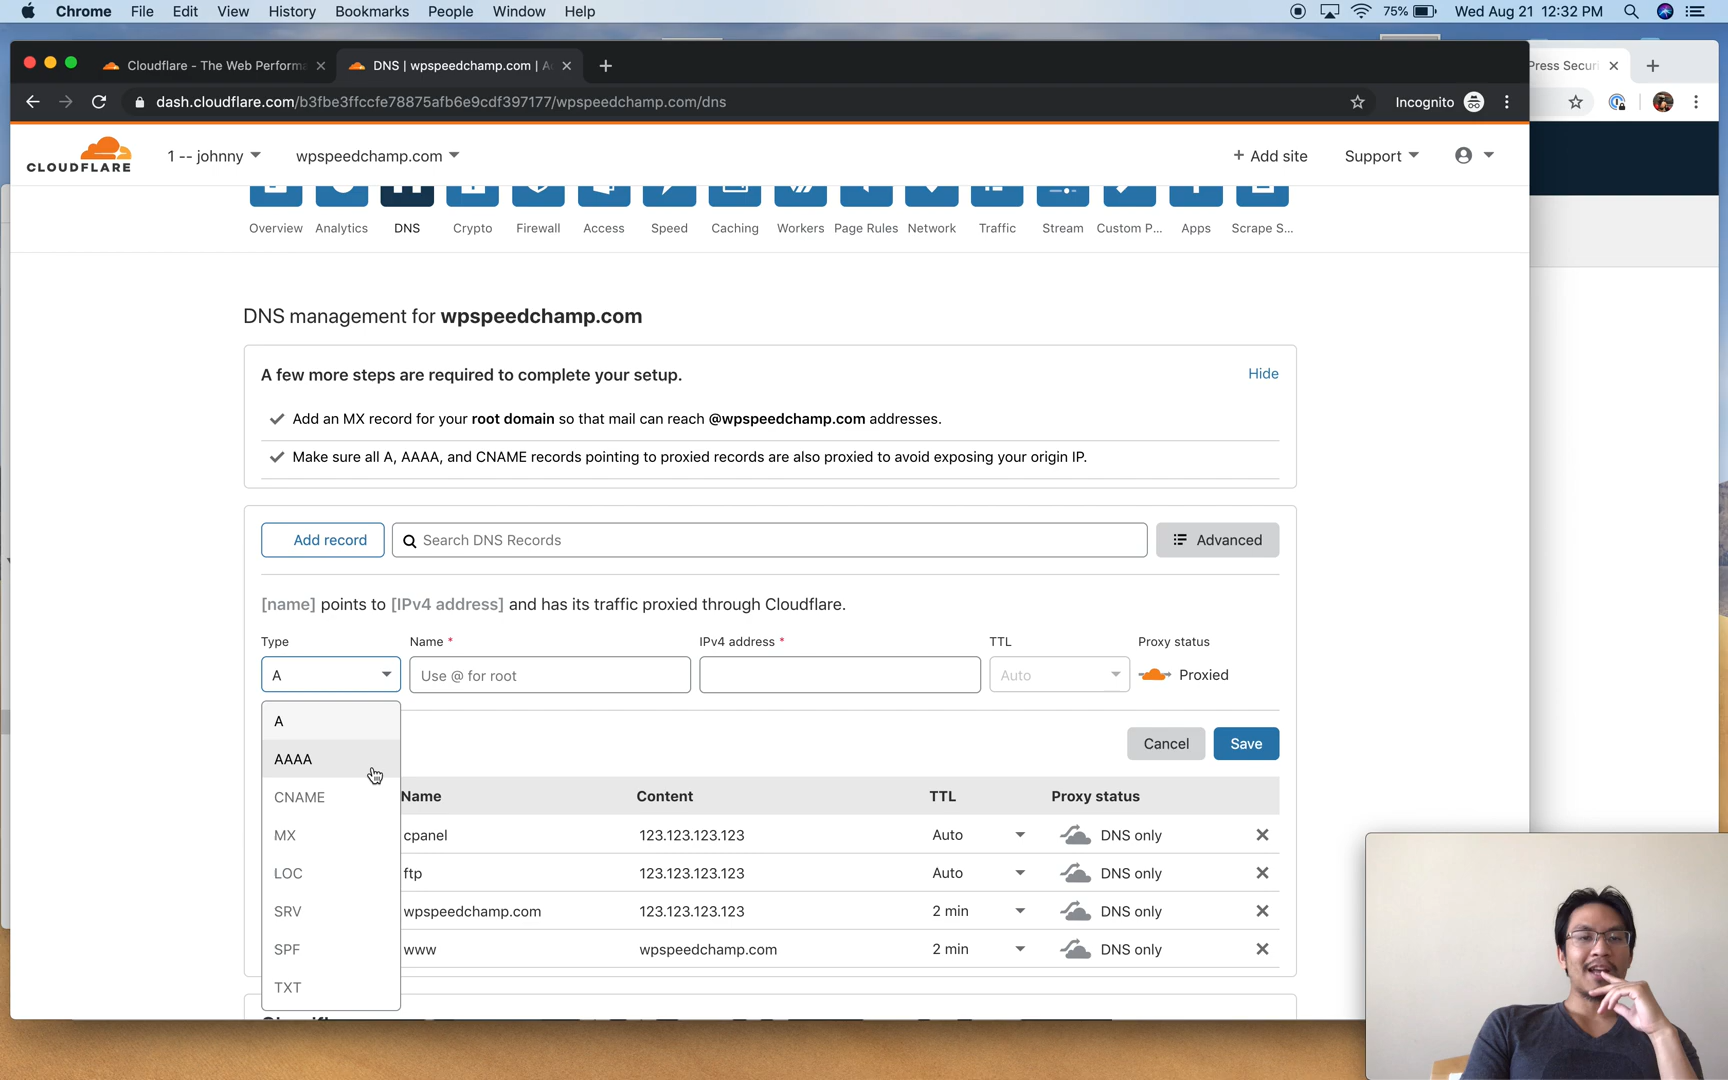 Chrome File Edit View History Bookmarks People Window Help 75% Wed Aug 21 12:32 PM
Cloudflare - The Web Performa DNS | wpspeedchamp.com | A Press Securi
dash.cloudflare.com/b3fbe3ffccfe78875afb6e9cdf397177/wpspeedchamp.com/dns Incognito
CLOUDFLARE 1 -- johnny wpspeedchamp.com + Add site Support
Overview Analytics DNS Crypto Firewall Access Speed Caching Workers Page Rules Network Traffic Stream Custom P... Apps Scrape S...
DNS management for wpspeedchamp.com
A few more steps are required to complete your setup. Hide
Add an MX record for your root domain so that mail can reach @wpspeedchamp.com addresses.
Make sure all A, AAAA, and CNAME records pointing to proxied records are also proxied to avoid exposing your origin IP.
Add record Search DNS Records Advanced
[name] points to [IPv4 address] and has its traffic proxied through Cloudflare.
Type Name * IPv4 address * TTL Proxy status
A Use @ for root Auto Proxied
A
Cancel Save
AAAA
CNAME Name Content TTL Proxy status
MX cpanel 123.123.123.123 Auto DNS only
LOC ftp 123.123.123.123 Auto DNS only
SRV wpspeedchamp.com 123.123.123.123 2 min DNS only
SPF www wpspeedchamp.com 2 min DNS only
TXT